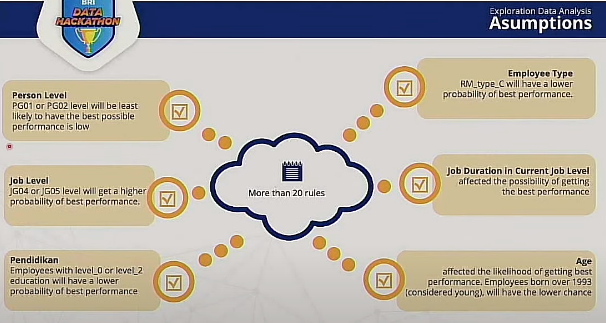 BRI
DATA
HACKATHON
Exploration Data Analysis
Asumptions
Person Level
PG01 or PG02 level will be least
likely to have the best possible
performance is low
Job Level
JG04 or JG05 level will get a higher
probability of best performance.
Pendidikan
Employees with level_0 or level_2
education will have a lower
probability of best performance
More than 20 rules
Employee Type
RM_type_C will have a lower
probability of best performance.
Job Duration in Current Job Level
affected the possibility of getting
the best performance
Age
affected the likelihood of getting best
performance. Employees born over 1993
(considered young), will have the lower chance